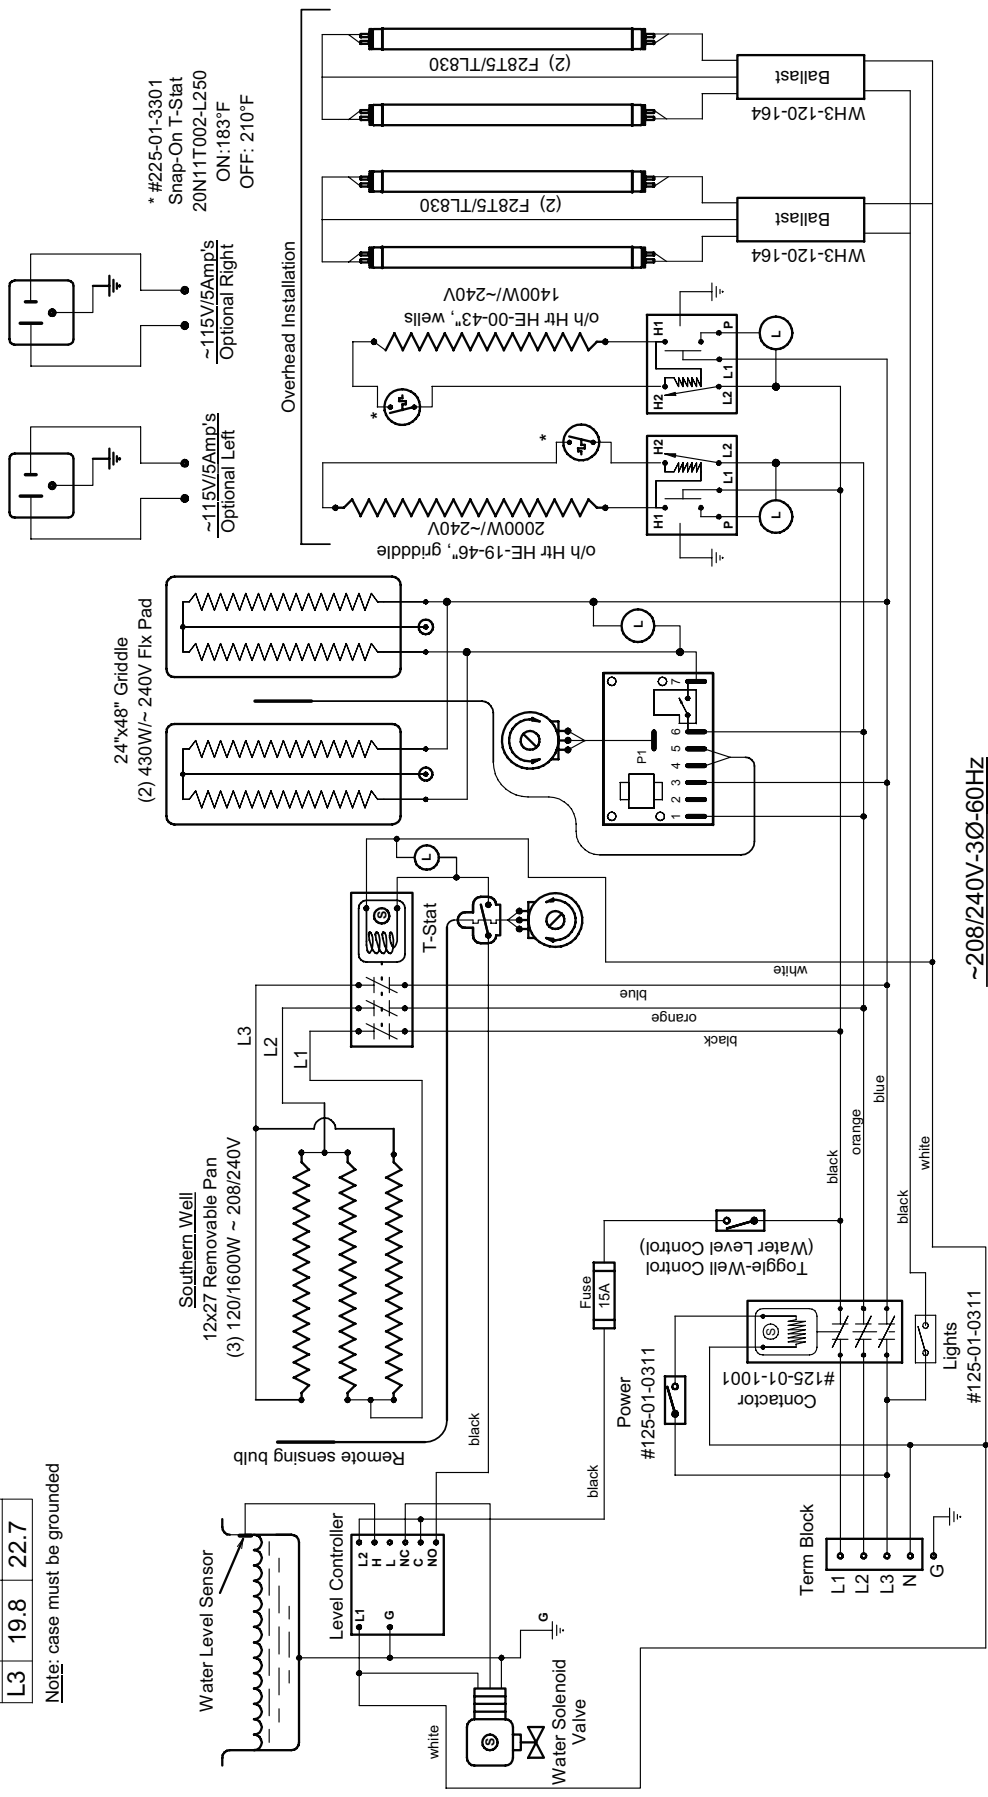 L3 19.8 22.7
Note: case must be grounded
Water Level Sensor
Level Controller
L1
G
L2
H
L
NC
C
NO
white
S
Water Solenoid
Valve
G
Southern Well
12x27 Removable Pan
(3) 120/1600W ~ 208/240V
Remote sensing bulb
black
L1
L2
L3
S
T-Stat
L
black
orange
blue
white
black
Fuse
15A
Toggle-Well Control
(Water Level Control)
Power
#125-01-0311
S
Contactor
#125-01-1001
Lights
#125-01-0311
Term Block
L1
L2
L3
N
G
black
orange
blue
black
white
24"x48" Griddle
(2) 430W/~ 240V Flx Pad
L
P1
1 2 3 4 5 6 7
~115V/5Amp's
Optional Left
~115V/5Amp's
Optional Right
* #225-01-3301
Snap-On T-Stat
20N11T002-L250
ON:183°F
OFF: 210°F
Overhead Installation
o/h Htr HE-19-46", gridddle
2000W/~240V
*
H1 H2
P L1 L2
L
o/h Htr HE-00-43", wells
1400W/~240V
*
H2 H1
L2 L1 P
L
(2) F28T5/TL830
Ballast
WH3-120-164
(2) F28T5/TL830
Ballast
WH3-120-164
~208/240V-3Ø-60Hz